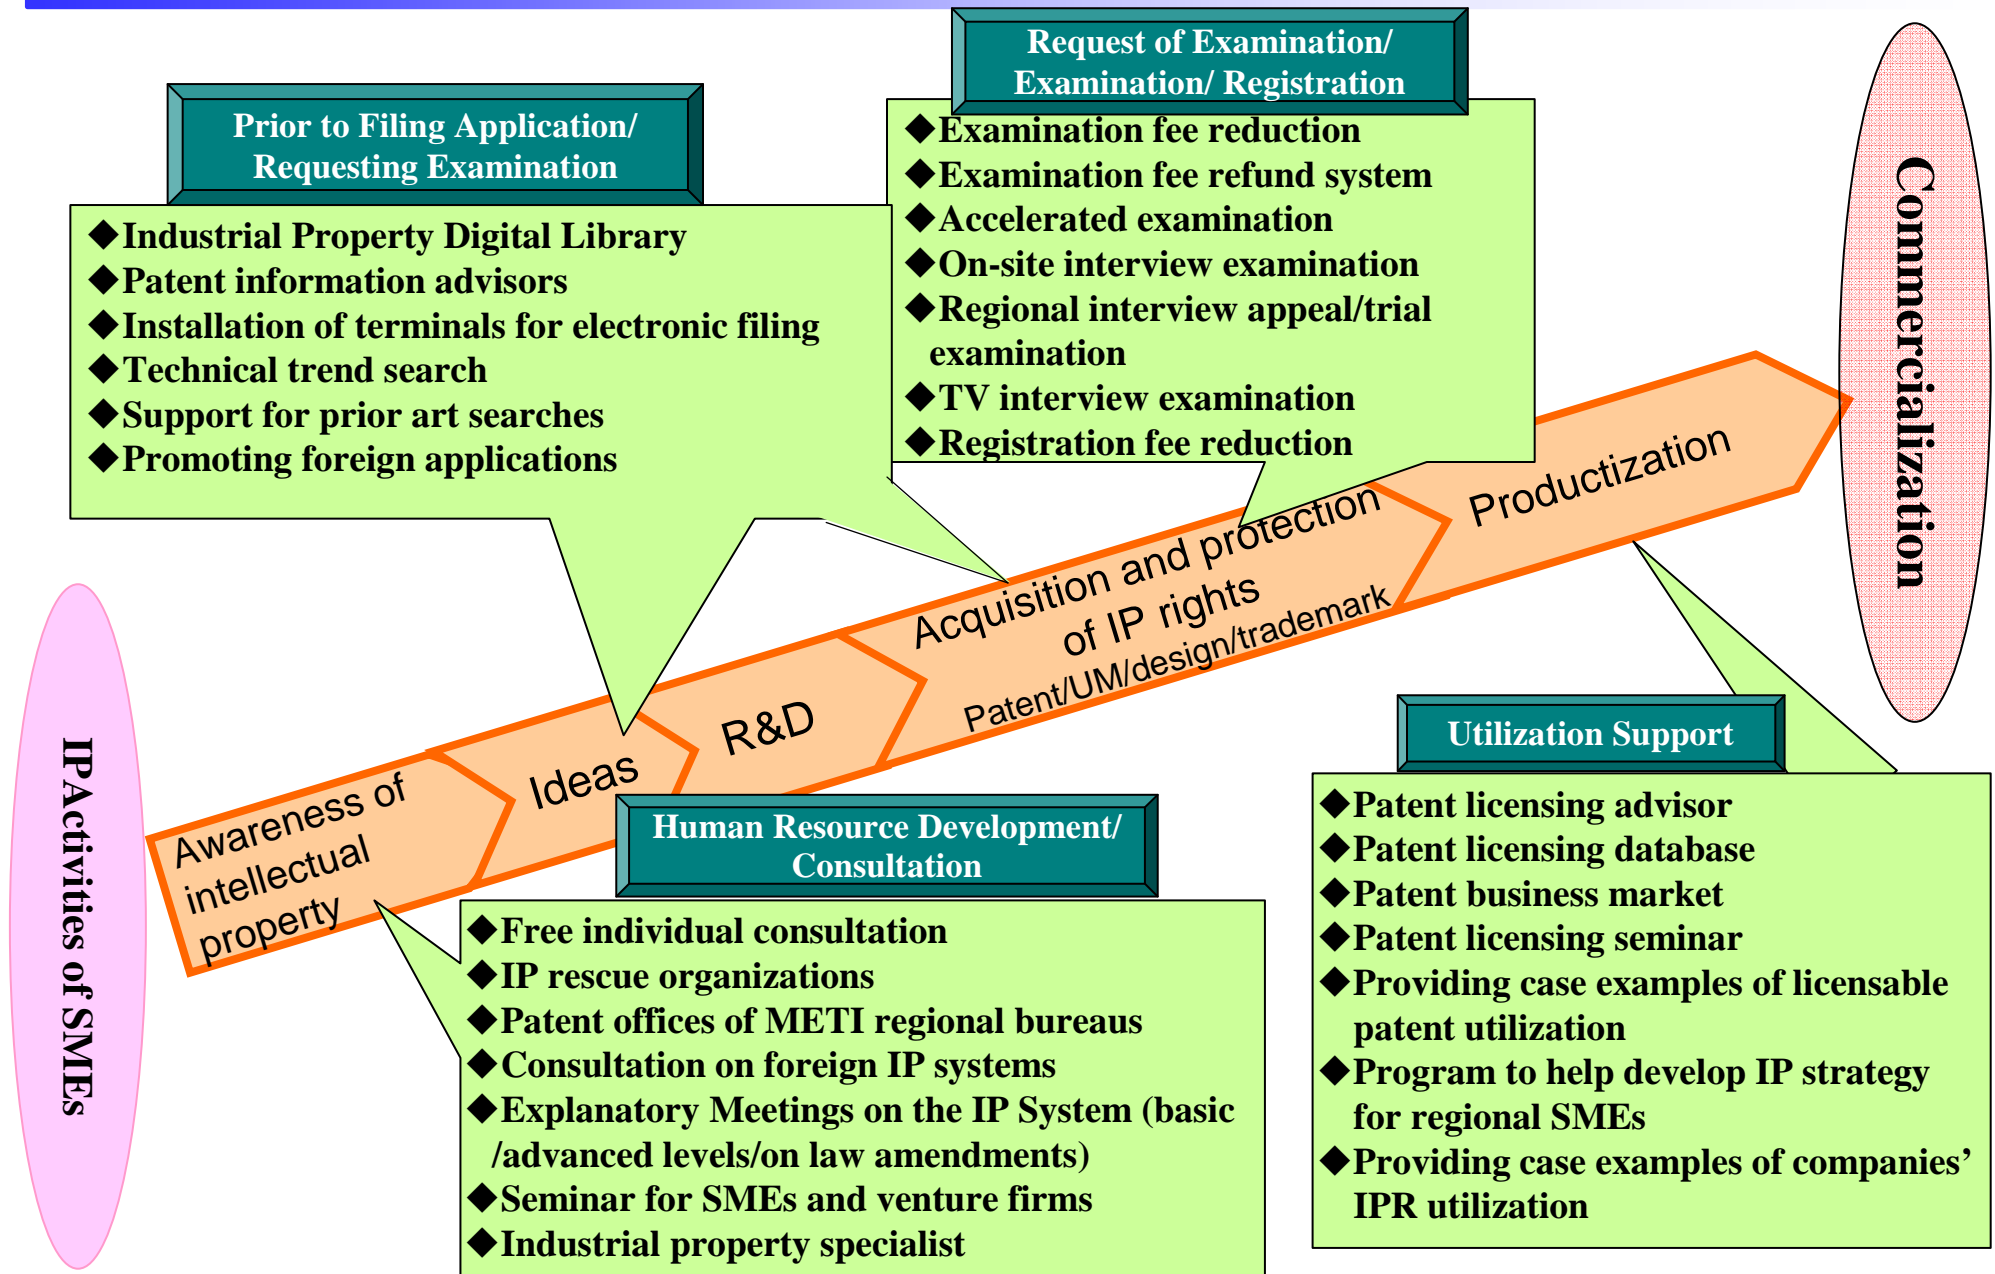 Request of Examination/
Examination/ Registration
◆Examination fee reduction
◆Examination fee refund system
◆Accelerated examination
◆On-site interview examination
◆Regional interview appeal/trial
examination
◆TV interview examination
◆Registration fee reduction
Prior to Filing Application/
Requesting Examination
◆Industrial Property Digital Library
◆Patent information advisors
◆Installation of terminals for electronic filing
◆Technical trend search
◆Support for prior art searches
◆Promoting foreign applications
Commercialization
IPActivities of SMEs
Awareness of
intellectual
property
Ideas
R&D
Acquisition and protection
of IP rights
Patent/UM/design/trademark
Productization
Human Resource Development/
Consultation
◆Free individual consultation
◆IP rescue organizations
◆Patent offices of METI regional bureaus
◆Consultation on foreign IP systems
◆Explanatory Meetings on the IP System (basic
/advanced levels/on law amendments)
◆Seminar for SMEs and venture firms
◆Industrial property specialist
Utilization Support
◆Patent licensing advisor
◆Patent licensing database
◆Patent business market
◆Patent licensing seminar
◆Providing case examples of licensable
patent utilization
◆Program to help develop IP strategy
for regional SMEs
◆Providing case examples of companies’
IPR utilization